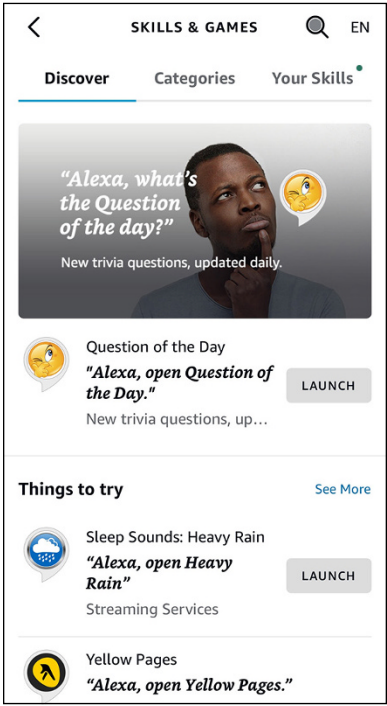 SKILLS & GAMES
EN
Discover
Categories
Your Skills
“Alexa, what’s
the Question
of the day?”
New trivia questions, updated daily.
Question of the Day
"Alexa, open Question of
the Day."
LAUNCH
New trivia questions, up...
Things to try
See More
Sleep Sounds: Heavy Rain
“Alexa, open Heavy
Rain”
LAUNCH
Streaming Services
Yellow Pages
“Alexa, open Yellow Pages.”